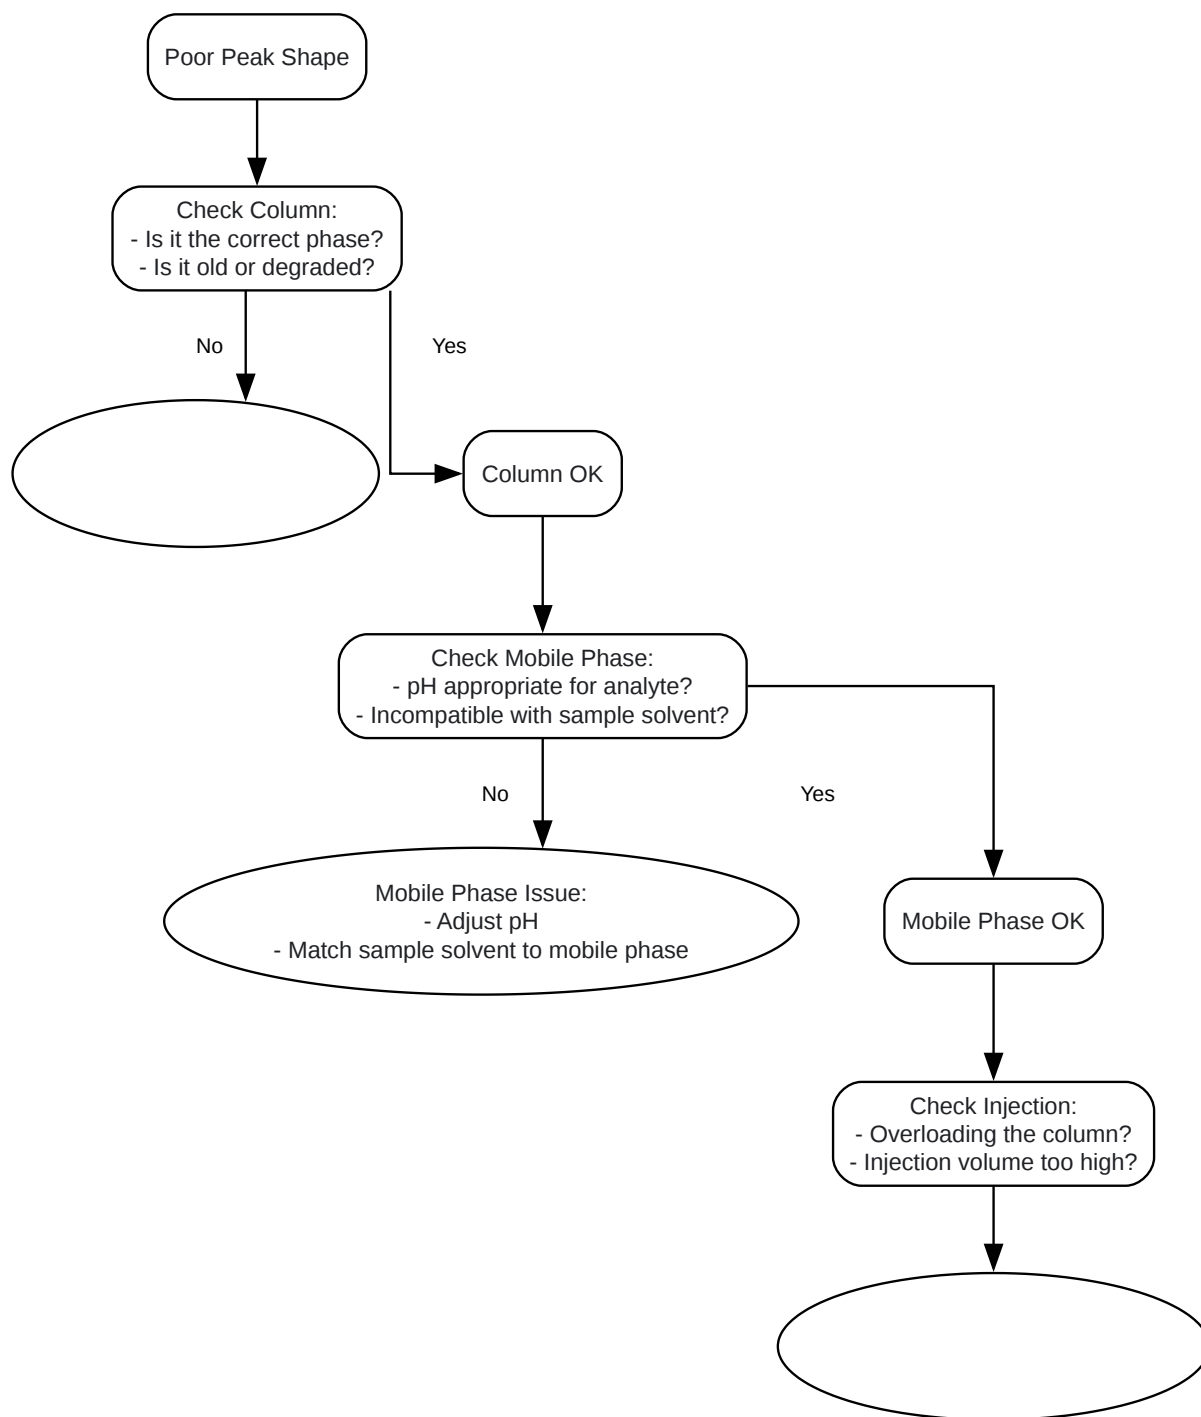 Poor Peak Shape
Check Column:
- Is it the correct phase?
- Is it old or degraded?
No
Yes
Column OK
Check Mobile Phase:
- pH appropriate for analyte?
- Incompatible with sample solvent?
No
Yes
Mobile Phase Issue:
- Adjust pH
- Match sample solvent to mobile phase
Mobile Phase OK
Check Injection:
- Overloading the column?
- Injection volume too high?